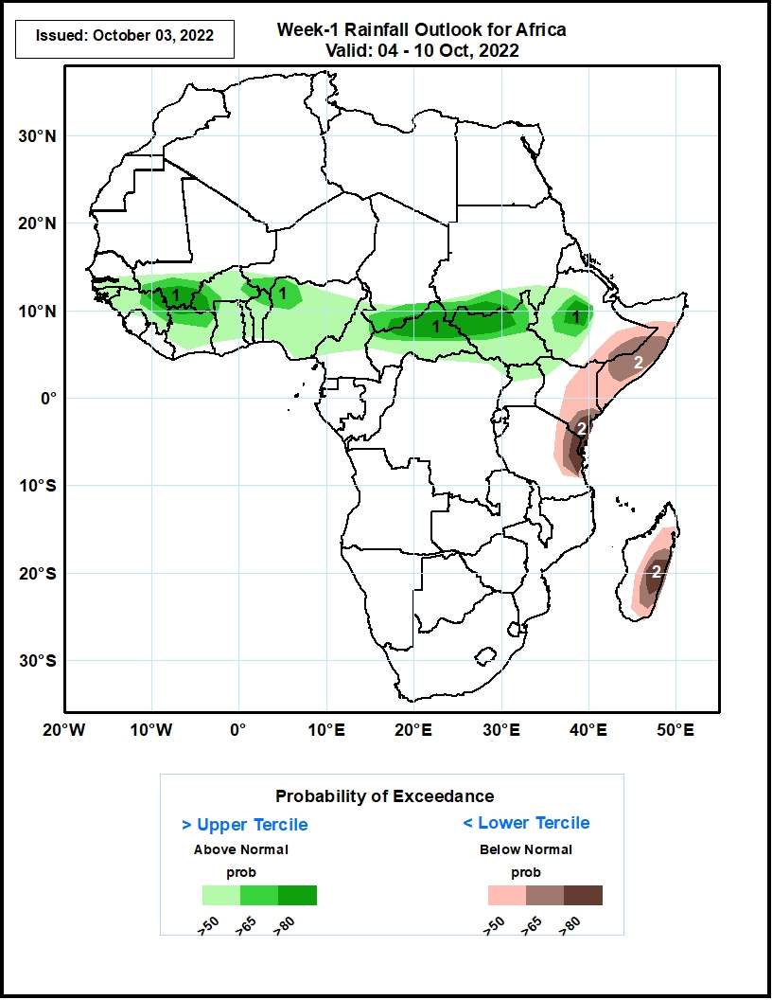 Issued: October 03, 2022
Week-1 Rainfall Outlook for Africa
Valid: 04 - 10 Oct, 2022
30°N
20°N
10°N
0°
10°S
20°S
30°S
1
1
1
1
2
2
2
20°W
10°W
0°
10°E
20°E
30°E
40°E
50°E
Probability of Exceedance
> Upper Tercile
< Lower Tercile
Above Normal
Below Normal
prob
prob
>50
>65
>80
>50
>65
>80